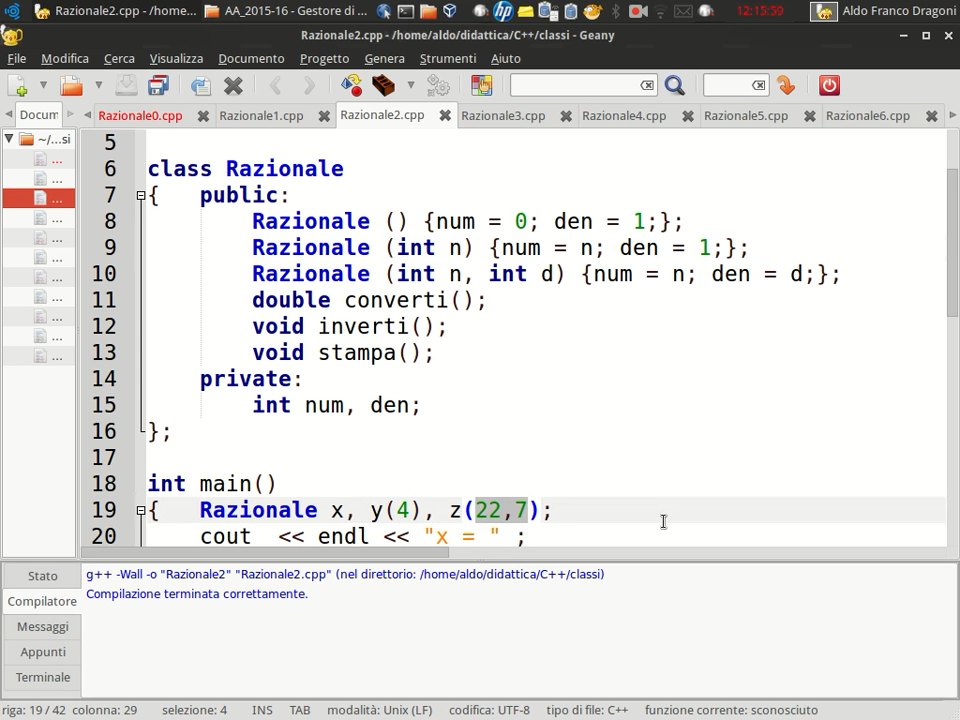 Razionale2.cpp - /home... AA_2015-16 - Gestore di ... 12:15:59 Aldo Franco Dragoni
Razionale2.cpp - /home/aldo/didattica/C++/classi - Geany
File Modifica Cerca Visualizza Documento Progetto Genera Strumenti Aiuto
Docum Razionale0.cpp Razionale1.cpp Razionale2.cpp Razionale3.cpp Razionale4.cpp Razionale5.cpp Razionale6.cpp
~/...si
5
6 class Razionale
7 { public:
8 Razionale () {num = 0; den = 1;};
9 Razionale (int n) {num = n; den = 1;};
10 Razionale (int n, int d) {num = n; den = d;};
11 double converti();
12 void inverti();
13 void stampa();
14 private:
15 int num, den;
16 };
17
18 int main()
19 { Razionale x, y(4), z(22,7);
20 cout << endl << "x = " ;
Stato
Compilatore
Messaggi
Appunti
Terminale
g++ -Wall -o "Razionale2" "Razionale2.cpp" (nel direttorio: /home/aldo/didattica/C++/classi)
Compilazione terminata correttamente.
riga: 19 / 42 colonna: 29 selezione: 4 INS TAB modalità: Unix (LF) codifica: UTF-8 tipo di file: C++ funzione corrente: sconosciuto